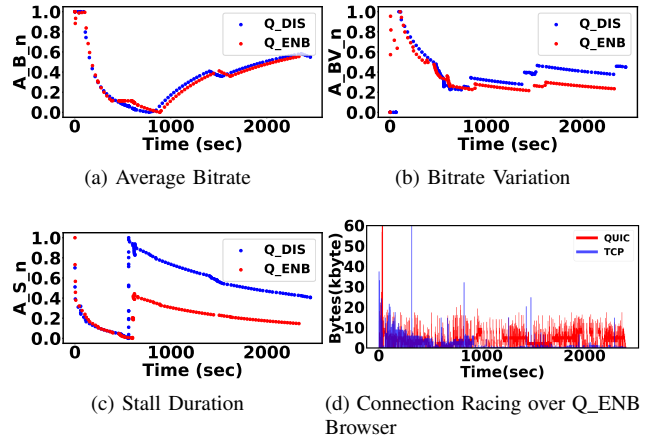 A_B_n
1.0
0.8
0.6
0.4
0.2
0.0
Q_DIS
Q_ENB
0 1000 2000
Time (sec)
(a) Average Bitrate
A_BV_n
1.0
0.8
0.6
0.4
0.2
0.0
Q_DIS
Q_ENB
0 1000 2000
Time (sec)
(b) Bitrate Variation
A_S_n
1.0
0.8
0.6
0.4
0.2
0.0
Q_DIS
Q_ENB
0 1000 2000
Time (sec)
(c) Stall Duration
Bytes(kbyte)
60
50
40
30
20
10
0
QUIC
TCP
0 1000 2000
Time(sec)
(d) Connection Racing over Q_ENB
Browser